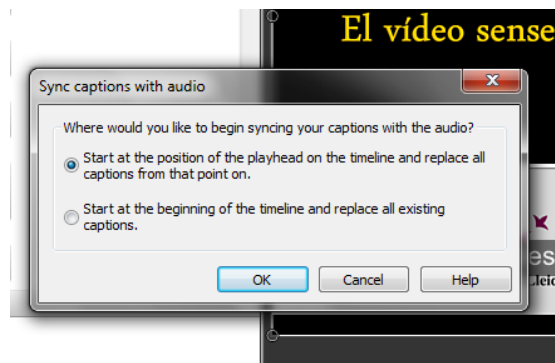 El vídeo sense
Sync captions with audio
Where would you like to begin syncing your captions with the audio?
Start at the position of the playhead on the timeline and replace all
captions from that point on.
Start at the beginning of the timeline and replace all existing
captions.
OK Cancel Help